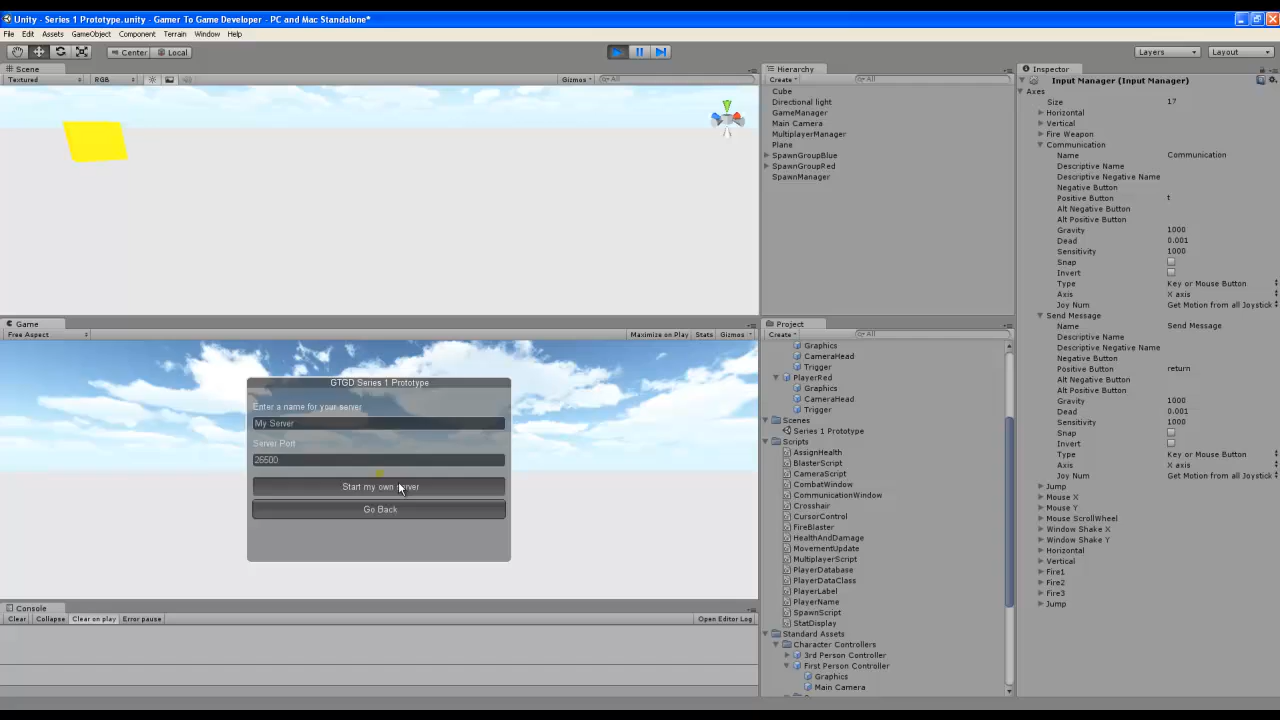 Unity - Series 1 Prototype.unity - Gamer To Game Developer - PC and Mac Standalone*
File Edit Assets GameObject Component Terrain Window Help
Center Local Layers Layout
Scene
Textured RGB Gizmos All
Game
Free Aspect Maximize on Play Stats Gizmos
GTGD Series 1 Prototype
Enter a name for your server
My Server
Server Port
26500
Start my own server
Go Back
Console
Clear Collapse Clear on play Error pause Open Editor Log
Hierarchy
Create All
Cube
Directional light
GameManager
Main Camera
MultiplayerManager
Plane
SpawnGroupBlue
SpawnGroupRed
SpawnManager
Project
Create All
Graphics
CameraHead
Trigger
PlayerRed
Graphics
CameraHead
Trigger
Scenes
Series 1 Prototype
Scripts
AssignHealth
BlasterScript
CameraScript
CombatWindow
CommunicationWindow
Crosshair
CursorControl
FireBlaster
HealthAndDamage
MovementUpdate
MultiplayerScript
PlayerDatabase
PlayerDataClass
PlayerLabel
PlayerName
SpawnScript
StatDisplay
Standard Assets
Character Controllers
3rd Person Controller
First Person Controller
Graphics
Main Camera
Inspector
Input Manager (Input Manager)
Axes
Size 17
Horizontal
Vertical
Fire Weapon
Communication
Name Communication
Descriptive Name
Descriptive Negative Name
Negative Button
Positive Button t
Alt Negative Button
Alt Positive Button
Gravity 1000
Dead 0.001
Sensitivity 1000
Snap
Invert
Type Key or Mouse Button
Axis X axis
Joy Num Get Motion from all Joystick
Send Message
Name Send Message
Descriptive Name
Descriptive Negative Name
Negative Button
Positive Button return
Alt Negative Button
Alt Positive Button
Gravity 1000
Dead 0.001
Sensitivity 1000
Snap
Invert
Type Key or Mouse Button
Axis X axis
Joy Num Get Motion from all Joystick
Jump
Mouse X
Mouse Y
Mouse ScrollWheel
Window Shake X
Window Shake Y
Horizontal
Vertical
Fire1
Fire2
Fire3
Jump